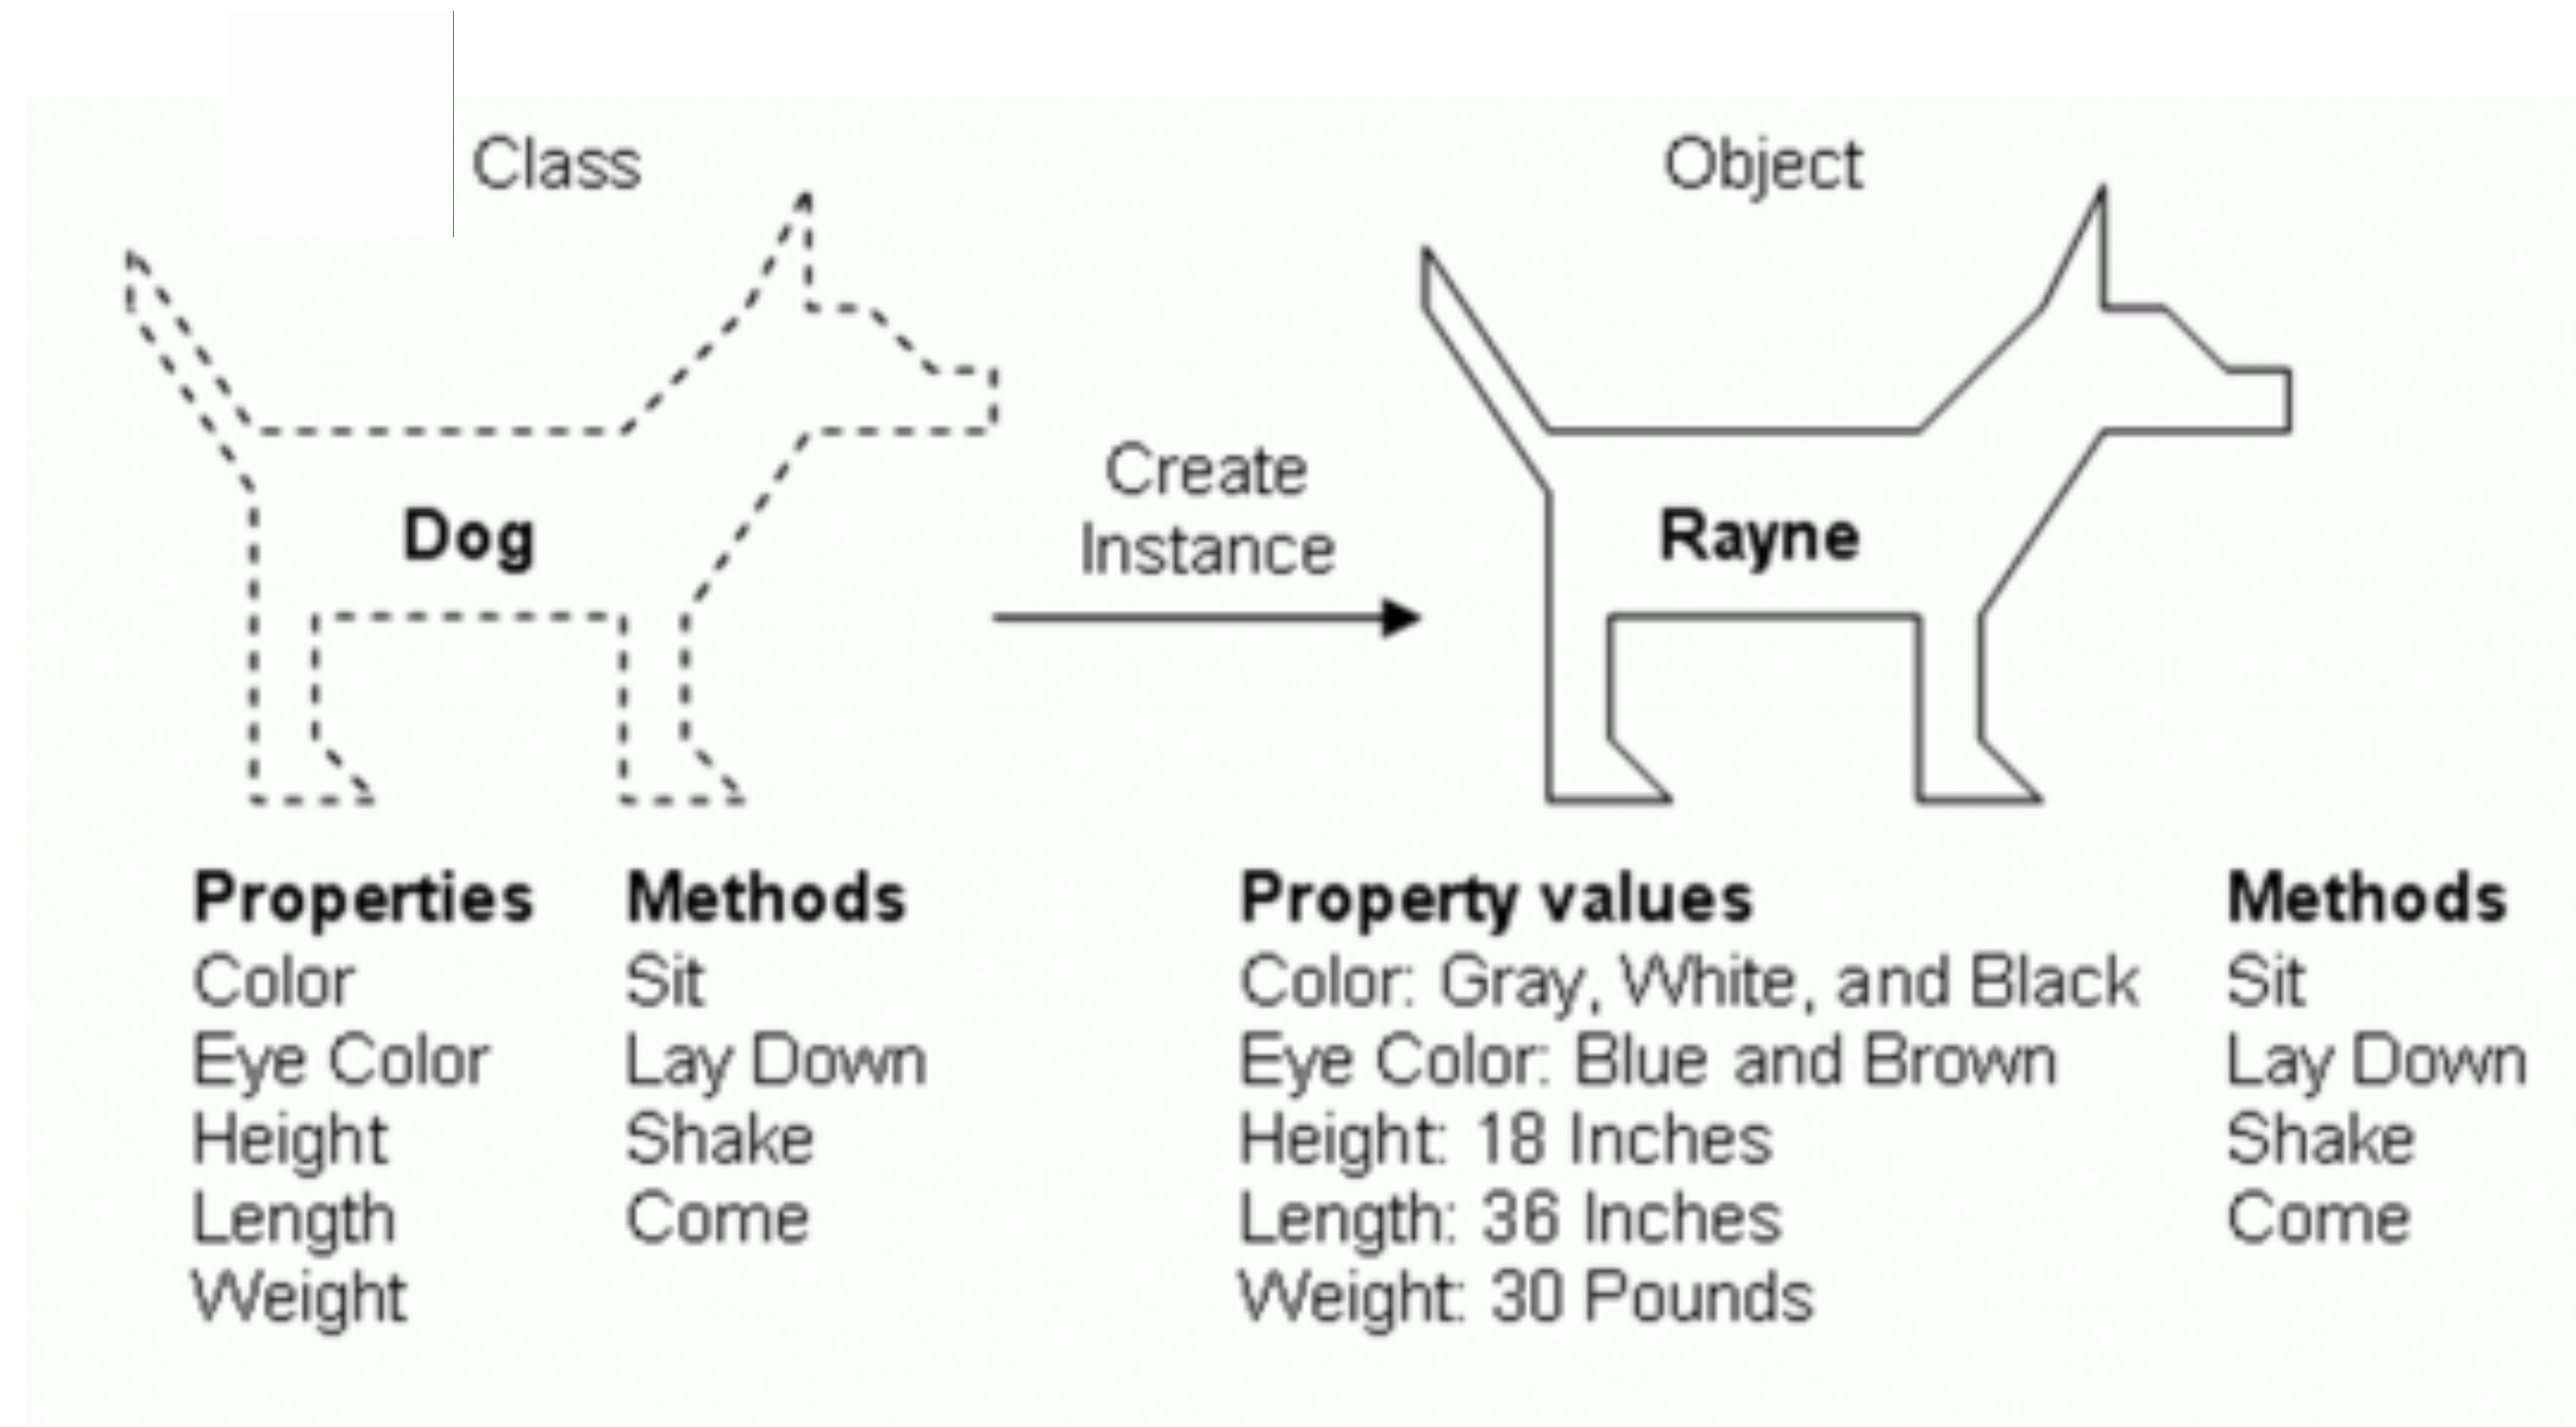 Class
Dog
Properties
Color
Eye Color
Height
Length
Weight
Methods
Sit
Lay Down
Shake
Come
Create
Instance
Object
Rayne
Property values
Color: Gray, White, and Black
Eye Color: Blue and Brown
Height: 18 Inches
Length: 36 Inches
Weight: 30 Pounds
Methods
Sit
Lay Down
Shake
Come